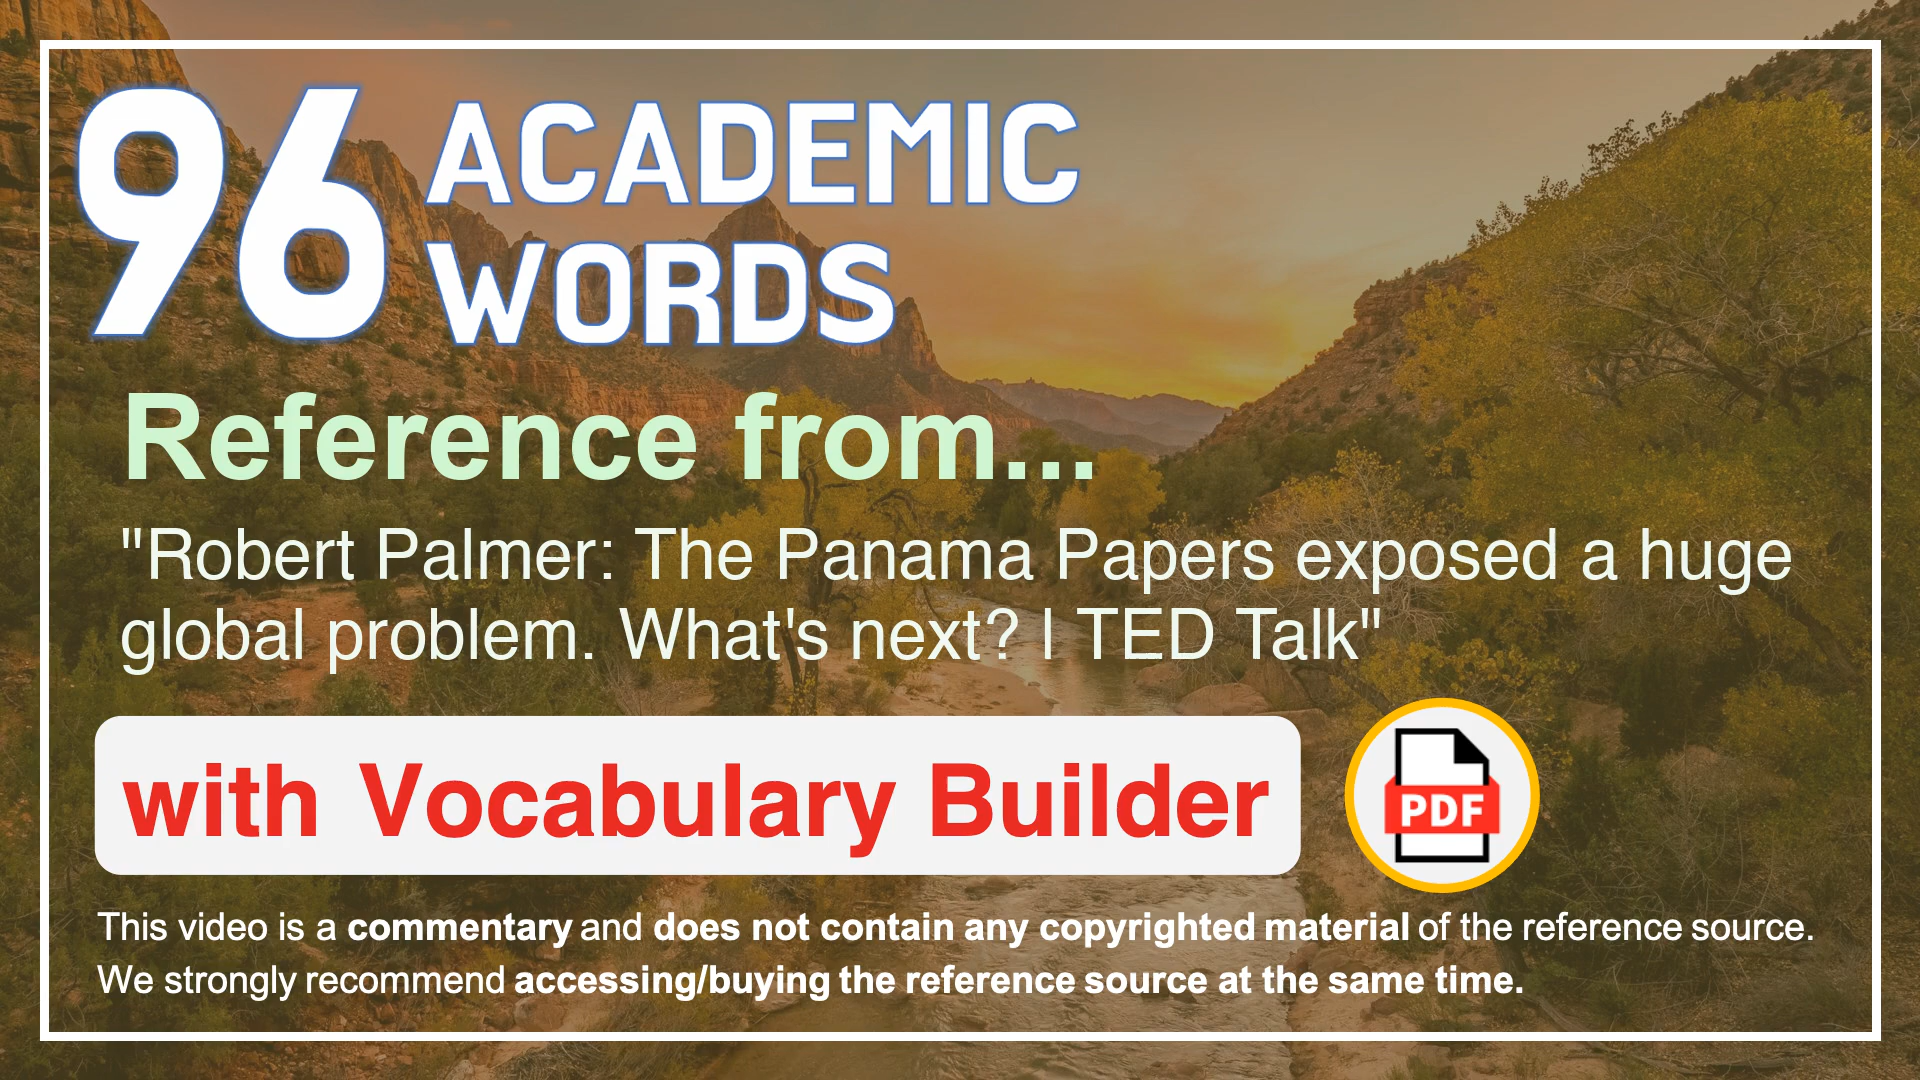 96 ACADEMIC
WORDS
Reference from...
"Robert Palmer: The Panama Papers exposed a huge
global problem. What's next? I TED Talk"
with Vocabulary Builder
PDF
This video is a commentary and does not contain any copyrighted material of the reference source.
We strongly recommend accessing/buying the reference source at the same time.